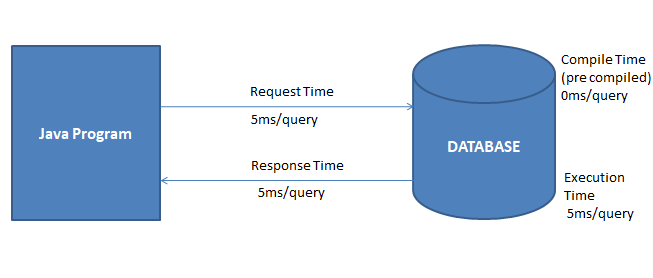 Java Program
Request Time
5ms/query
Response Time
5ms/query
DATABASE
Compile Time
(pre compiled)
0ms/query
Execution
Time
5ms/query